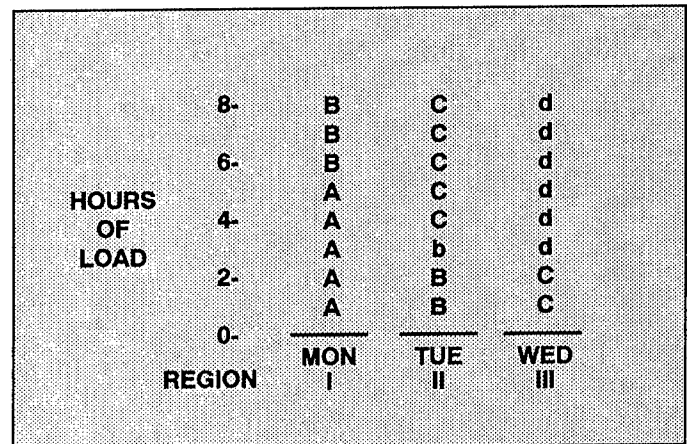 8- B C d
B C d
6- B C d
A C d
4- A C d
A b d
2- A B C
A B C
0-
HOURS
OF
LOAD
MON TUE WED
REGION I II III